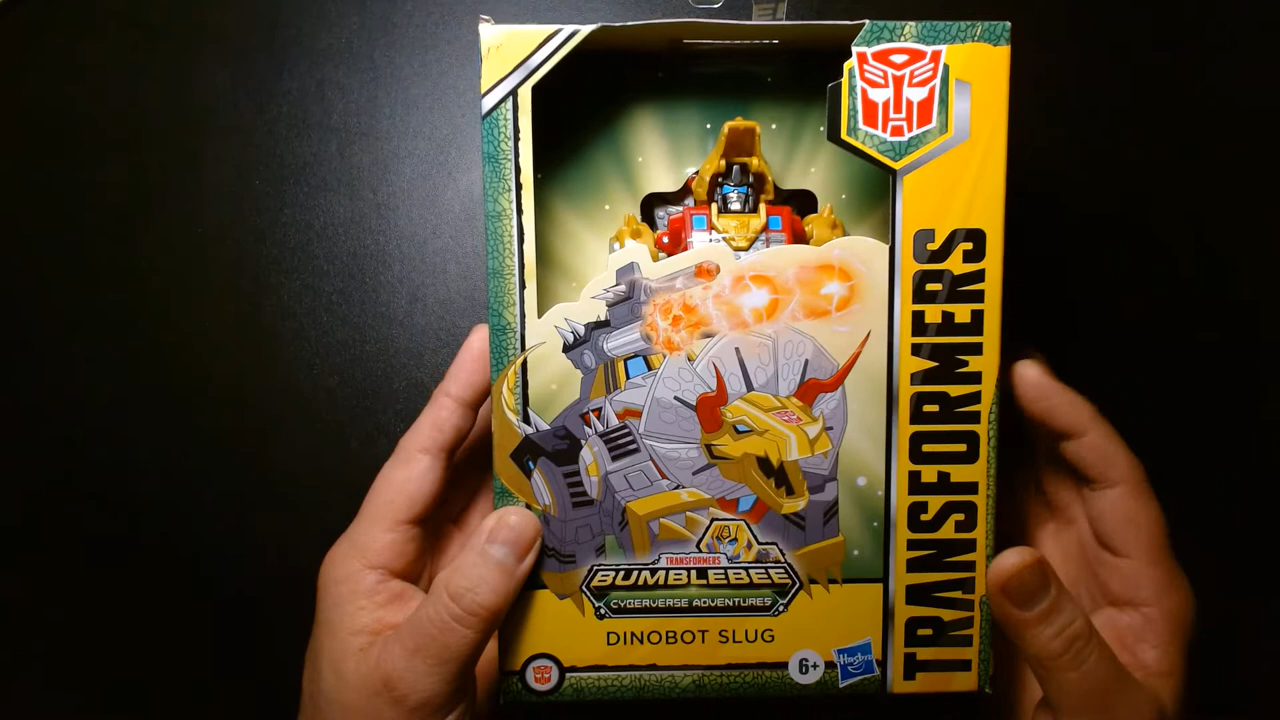 TRANSFORMERS
TRANSFORMERS
BUMBLEBEE
CYBERVERSE ADVENTURES
DINOBOT SLUG
6+
Hasbro